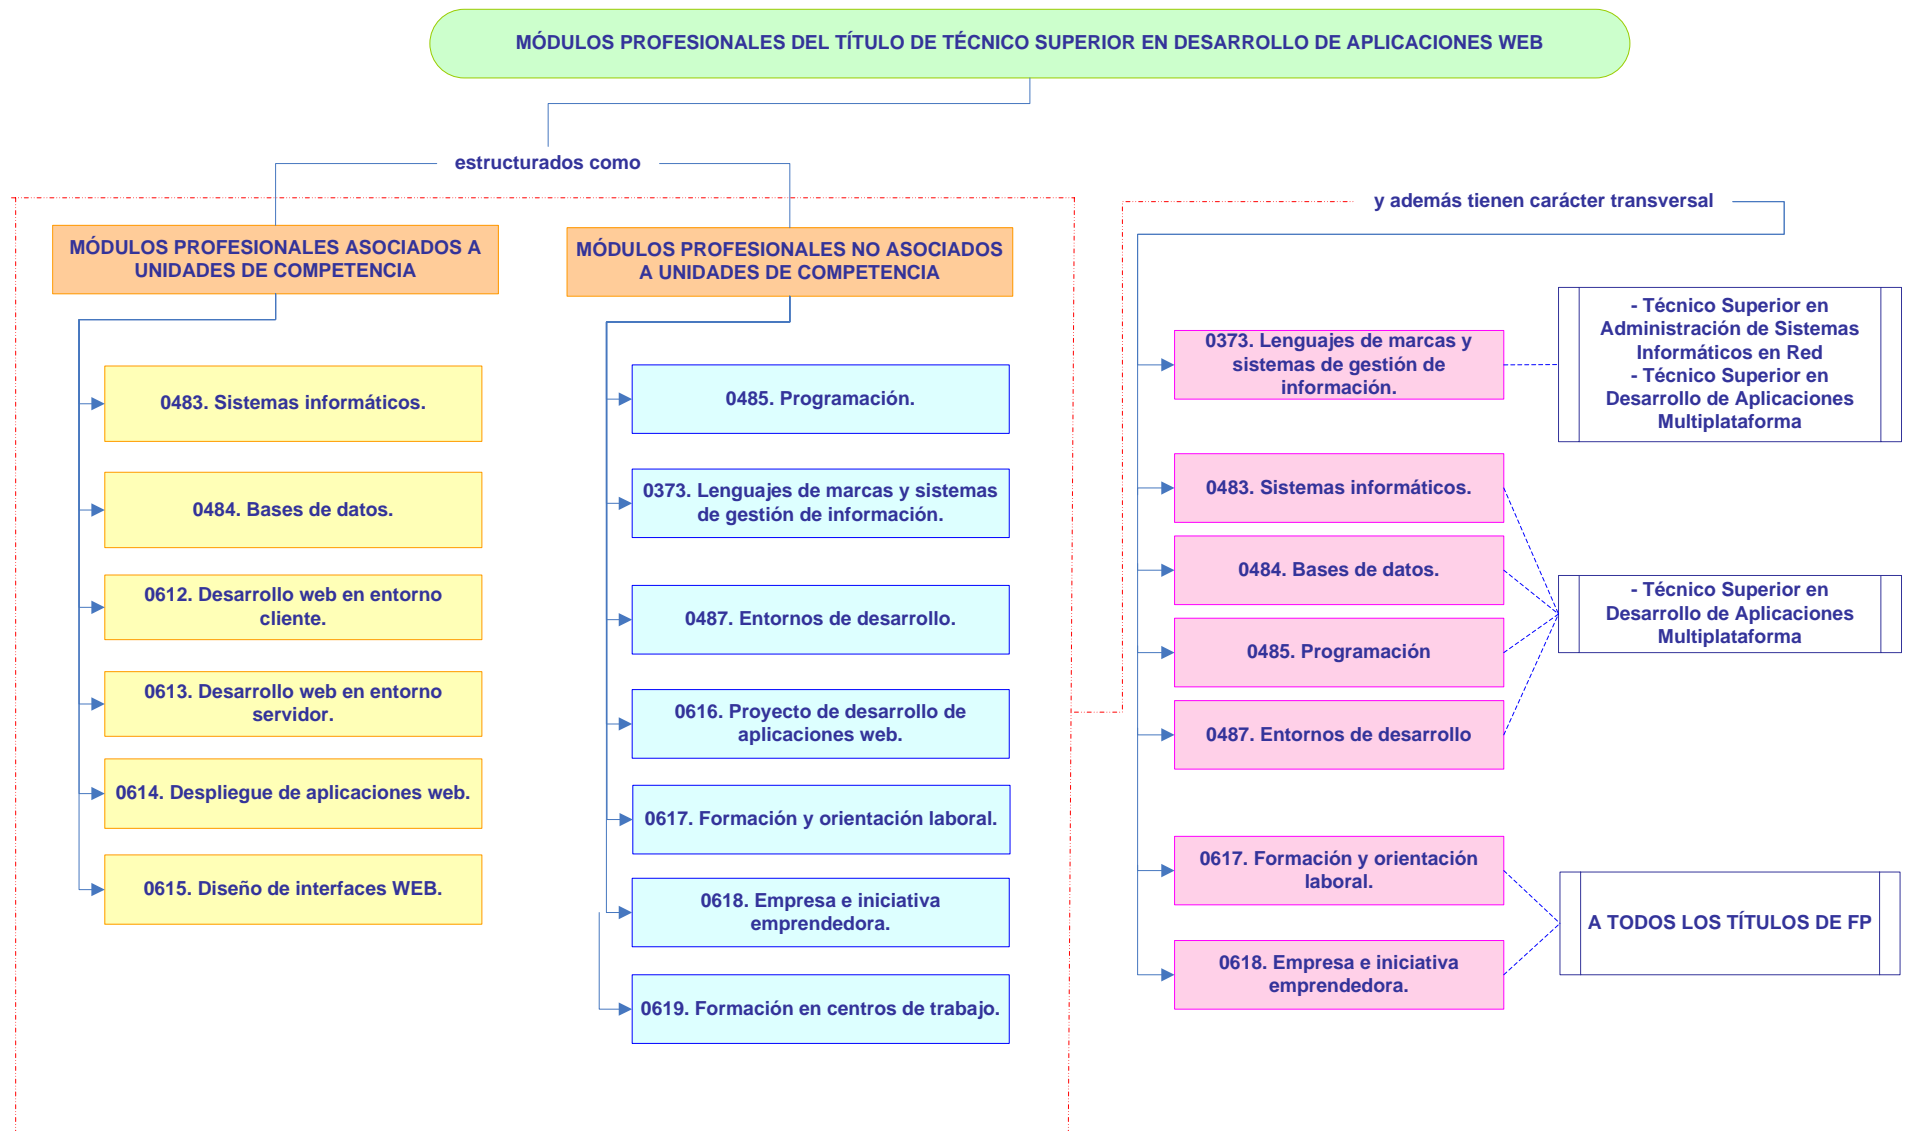 MÓDULOS PROFESIONALES DEL TÍTULO DE TÉCNICO SUPERIOR EN DESARROLLO DE APLICACIONES WEB
estructurados como
MÓDULOS PROFESIONALES ASOCIADOS A
UNIDADES DE COMPETENCIA
0483. Sistemas informáticos.
0484. Bases de datos.
0612. Desarrollo web en entorno
cliente.
0613. Desarrollo web en entorno
servidor.
0614. Despliegue de aplicaciones web.
0615. Diseño de interfaces WEB.
MÓDULOS PROFESIONALES NO ASOCIADOS
A UNIDADES DE COMPETENCIA
0485. Programación.
0373. Lenguajes de marcas y sistemas
de gestión de información.
0487. Entornos de desarrollo.
0616. Proyecto de desarrollo de
aplicaciones web.
0617. Formación y orientación laboral.
0618. Empresa e iniciativa
emprendedora.
0619. Formación en centros de trabajo.
y además tienen carácter transversal
0373. Lenguajes de marcas y
sistemas de gestión de
información.
- Técnico Superior en
Administración de Sistemas
Informáticos en Red
- Técnico Superior en
Desarrollo de Aplicaciones
Multiplataforma
0483. Sistemas informáticos.
0484. Bases de datos.
0485. Programación
0487. Entornos de desarrollo
- Técnico Superior en
Desarrollo de Aplicaciones
Multiplataforma
0617. Formación y orientación
laboral.
0618. Empresa e iniciativa
emprendedora.
A TODOS LOS TÍTULOS DE FP